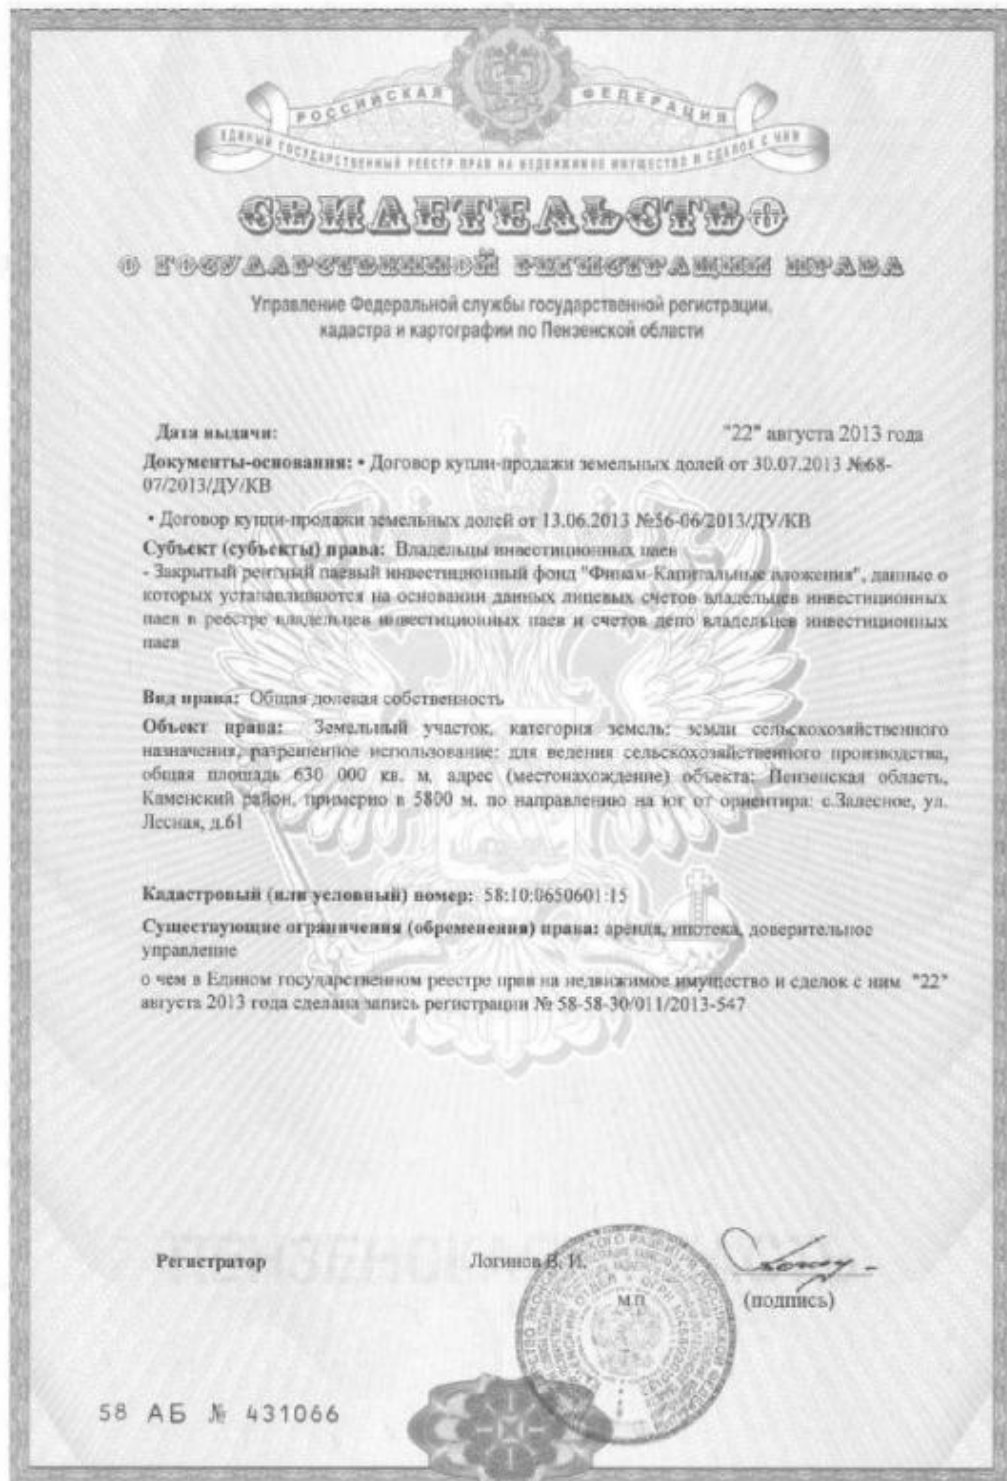 РОССИЙСКАЯ ФЕДЕРАЦИЯ
ЕДИНЫЙ ГОСУДАРСТВЕННЫЙ РЕЕСТР ПРАВ НА НЕДВИЖИМОЕ ИМУЩЕСТВО И СДЕЛОК С НИМ
СВИДЕТЕЛЬСТВО
О ГОСУДАРСТВЕННОЙ РЕГИСТРАЦИИ ПРАВА
Управление Федеральной службы государственной регистрации,
кадастра и картографии по Пензенской области
Дата выдачи: "22" августа 2013 года
Документы-основания: • Договор купли-продажи земельных долей от 30.07.2013 №68-
07/2013/ДУ/КВ
• Договор купли-продажи земельных долей от 13.06.2013 №56-06/2013/ДУ/КВ
Субъект (субъекты) права: Владельцы инвестиционных паев
- Закрытый рентный паевый инвестиционный фонд "Финам-Капитальные вложения", данные о
которых устанавливаются на основании данных лицевых счетов владельцев инвестиционных
паев в реестре владельцев инвестиционных паев и счетов депо владельцев инвестиционных
паев
Вид права: Общая долевая собственность
Объект права: Земельный участок, категория земель: земли сельскохозяйственного
назначения, разрешенное использование: для ведения сельскохозяйственного производства,
общая площадь 630 000 кв. м, адрес (местонахождение) объекта: Пензенская область,
Каменский район, примерно в 5800 м. по направлению на юг от ориентира: с.Залесное, ул.
Лесная, д.61
Кадастровый (или условный) номер: 58:10:0650601:15
Существующие ограничения (обременения) права: аренда, ипотека, доверительное
управление
о чем в Едином государственном реестре прав на недвижимое имущество и сделок с ним "22"
августа 2013 года сделана запись регистрации № 58-58-30/011/2013-547
Регистратор Логинов В. И.
М.П.
(подпись)
58 АБ № 431066